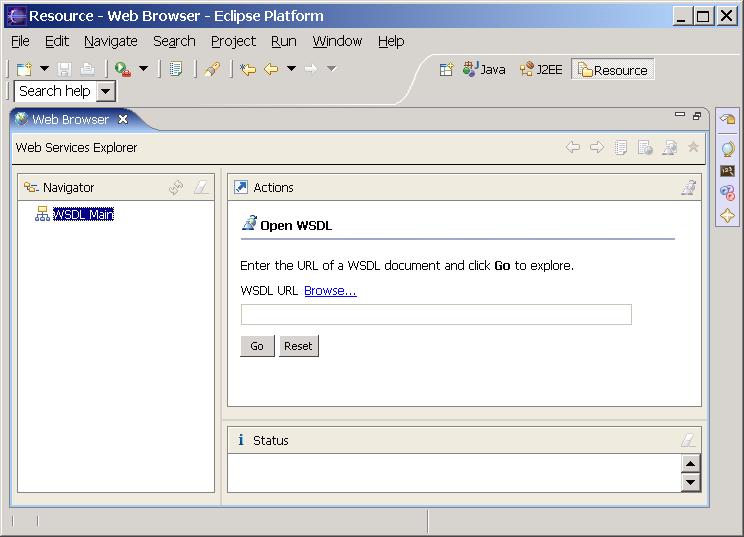 Resource - Web Browser - Eclipse Platform
File Edit Navigate Search Project Run Window Help
Java J2EE Resource
Search help
Web Browser
Web Services Explorer
Navigator
WSDL Main
Actions
Open WSDL
Enter the URL of a WSDL document and click Go to explore.
WSDL URL Browse...
Go Reset
Status